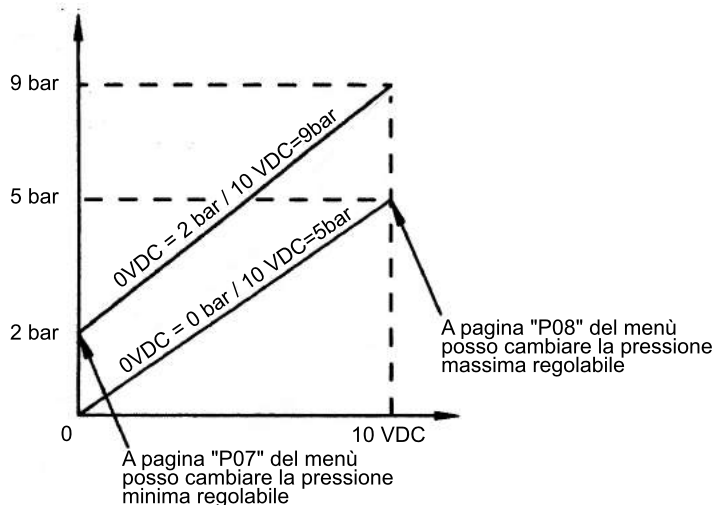 9 bar
0VDC = 2 bar / 10 VDC=9bar
5 bar
0VDC = 0 bar / 10 VDC=5bar
2 bar
A pagina "P08" del menù
posso cambiare la pressione
massima regolabile
0
10 VDC
A pagina "P07" del menù
posso cambiare la pressione
minima regolabile